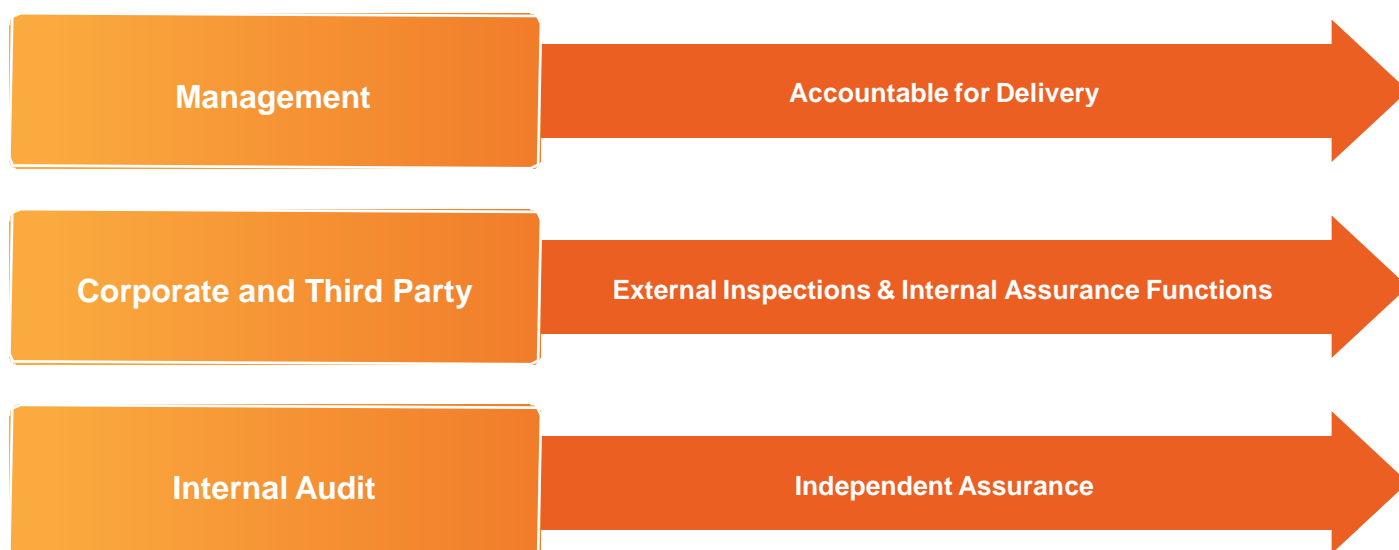 Management
Accountable for Delivery
Corporate and Third Party
External Inspections & Internal Assurance Functions
Internal Audit
Independent Assurance